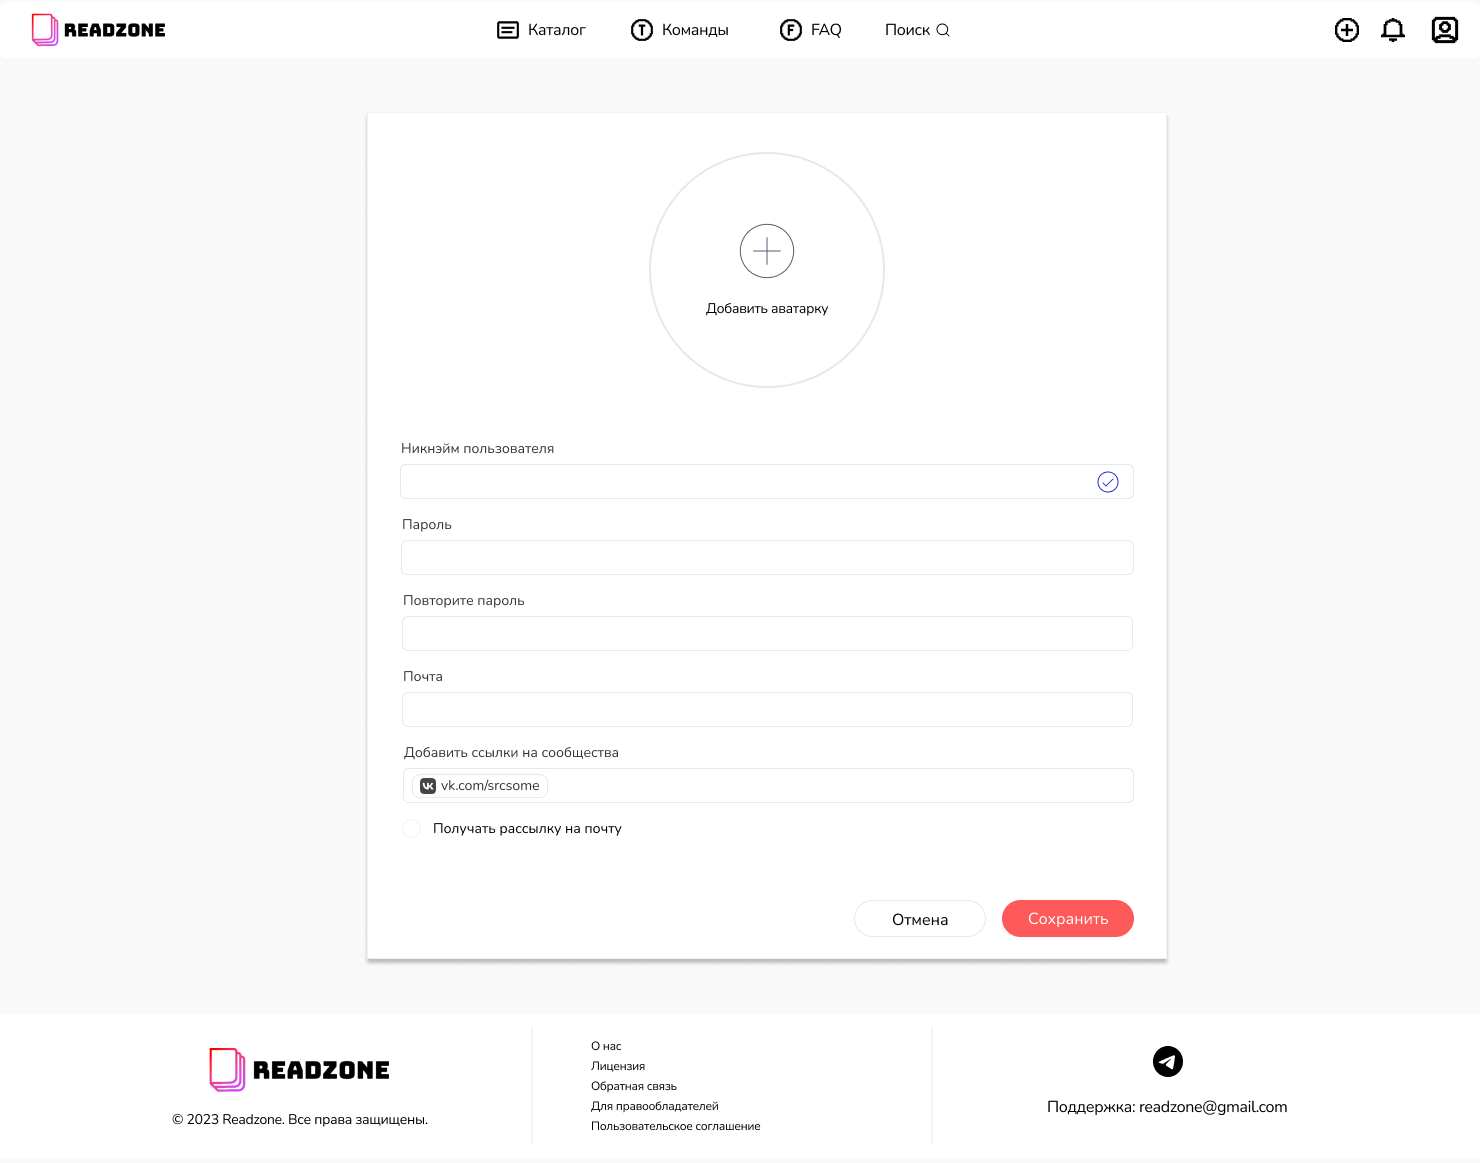 READZONE
Каталог
Команды
FAQ
Поиск
Добавить аватарку
Никнэйм пользователя
Пароль
Повторите пароль
Почта
Добавить ссылки на сообщества
vk.com/srcsome
Получать рассылку на почту
Отмена
Сохранить
READZONE
© 2023 Readzone. Все права защищены.
О нас
Лицензия
Обратная связь
Для правообладателей
Пользовательское соглашение
Поддержка: readzone@gmail.com